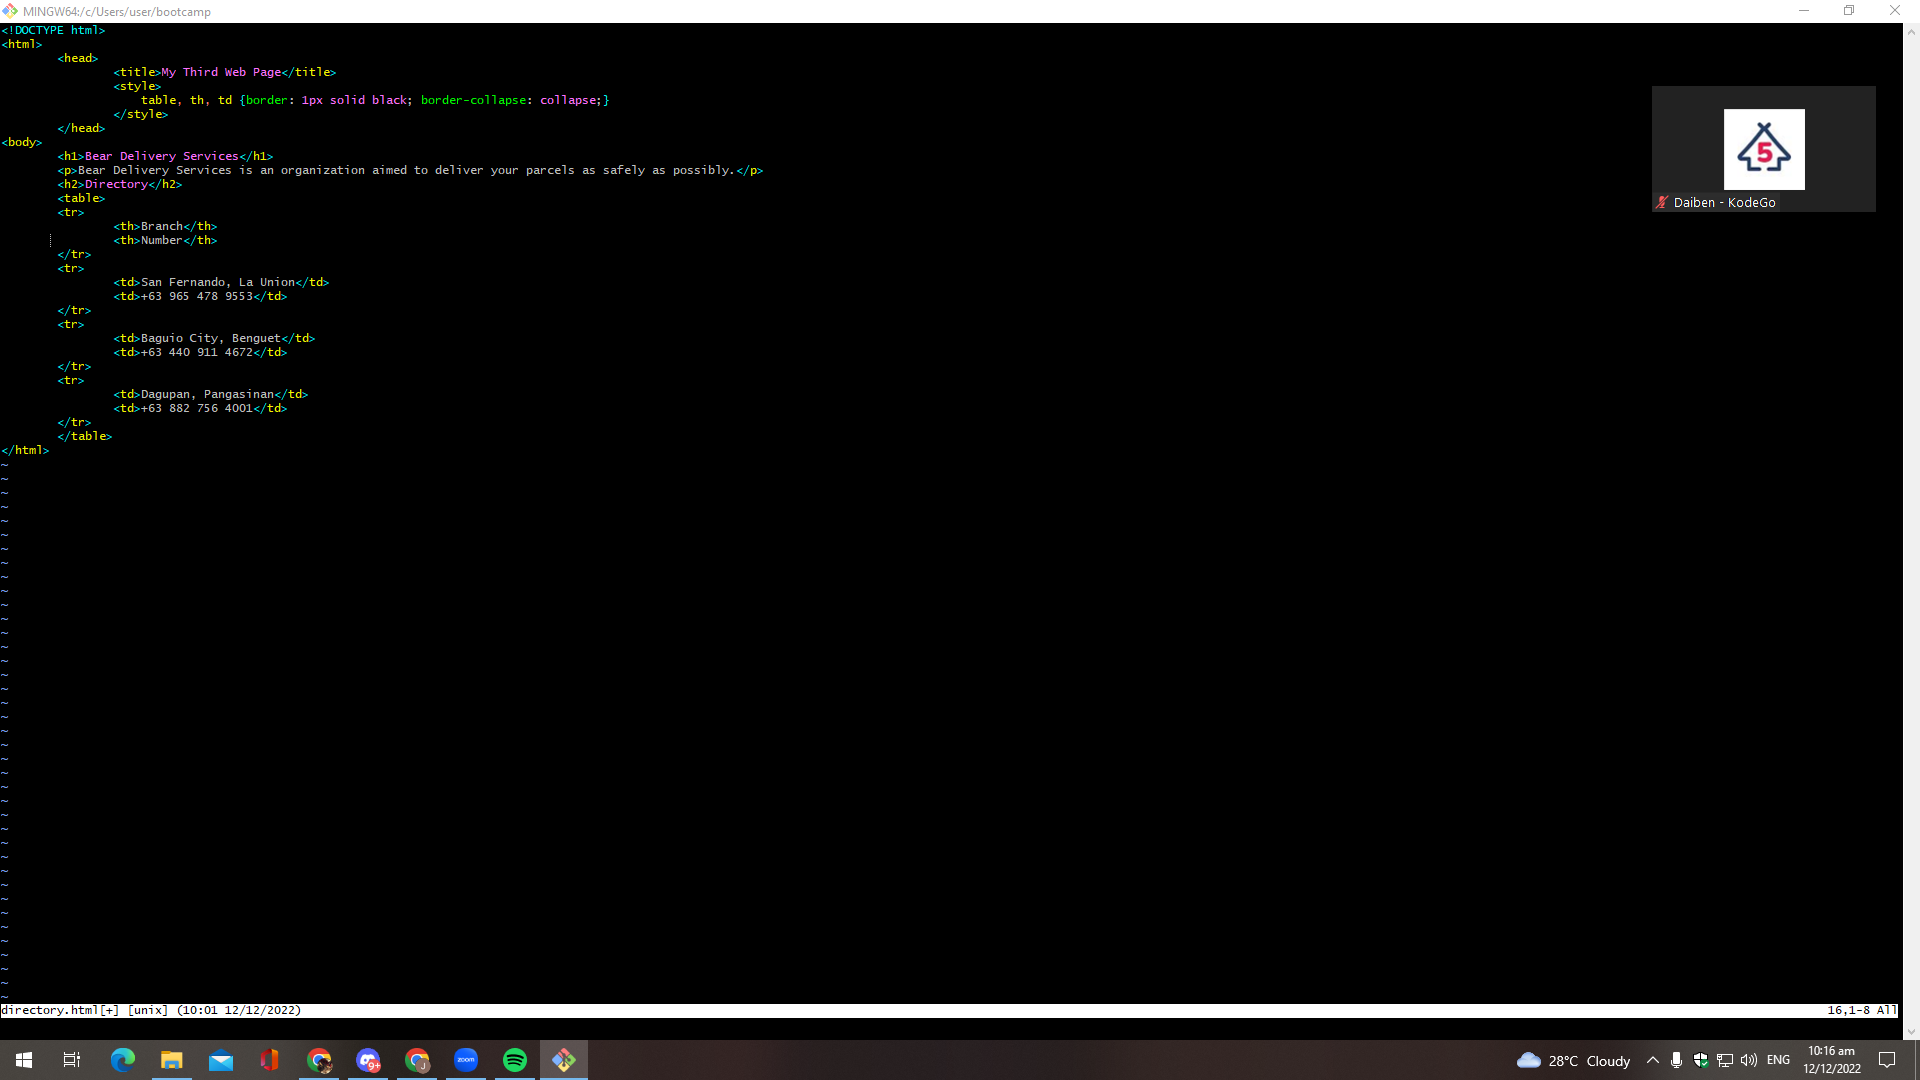 MINGW64:/c/Users/user/bootcamp
<!DOCTYPE html>
<html>
<head>
<title>My Third Web Page</title>
<style>
table, th, td {border: 1px solid black; border-collapse: collapse;}
</style>
</head>
<body>
<h1>Bear Delivery Services</h1>
<p>Bear Delivery Services is an organization aimed to deliver your parcels as safely as possibly.</p>
<h2>Directory</h2>
<table>
<tr>
<th>Branch</th>
<th>Number</th>
</tr>
<tr>
<td>San Fernando, La Union</td>
<td>+63 965 478 9553</td>
</tr>
<tr>
<td>Baguio City, Benguet</td>
<td>+63 440 911 4672</td>
</tr>
<tr>
<td>Dagupan, Pangasinan</td>
<td>+63 882 756 4001</td>
</tr>
</table>
</html>
5
Daiben - KodeGo
directory.html[+] [unix] (10:01 12/12/2022) 16,1-8 All
9+
J
zoom
28°C Cloudy
ENG
10:16 am
12/12/2022